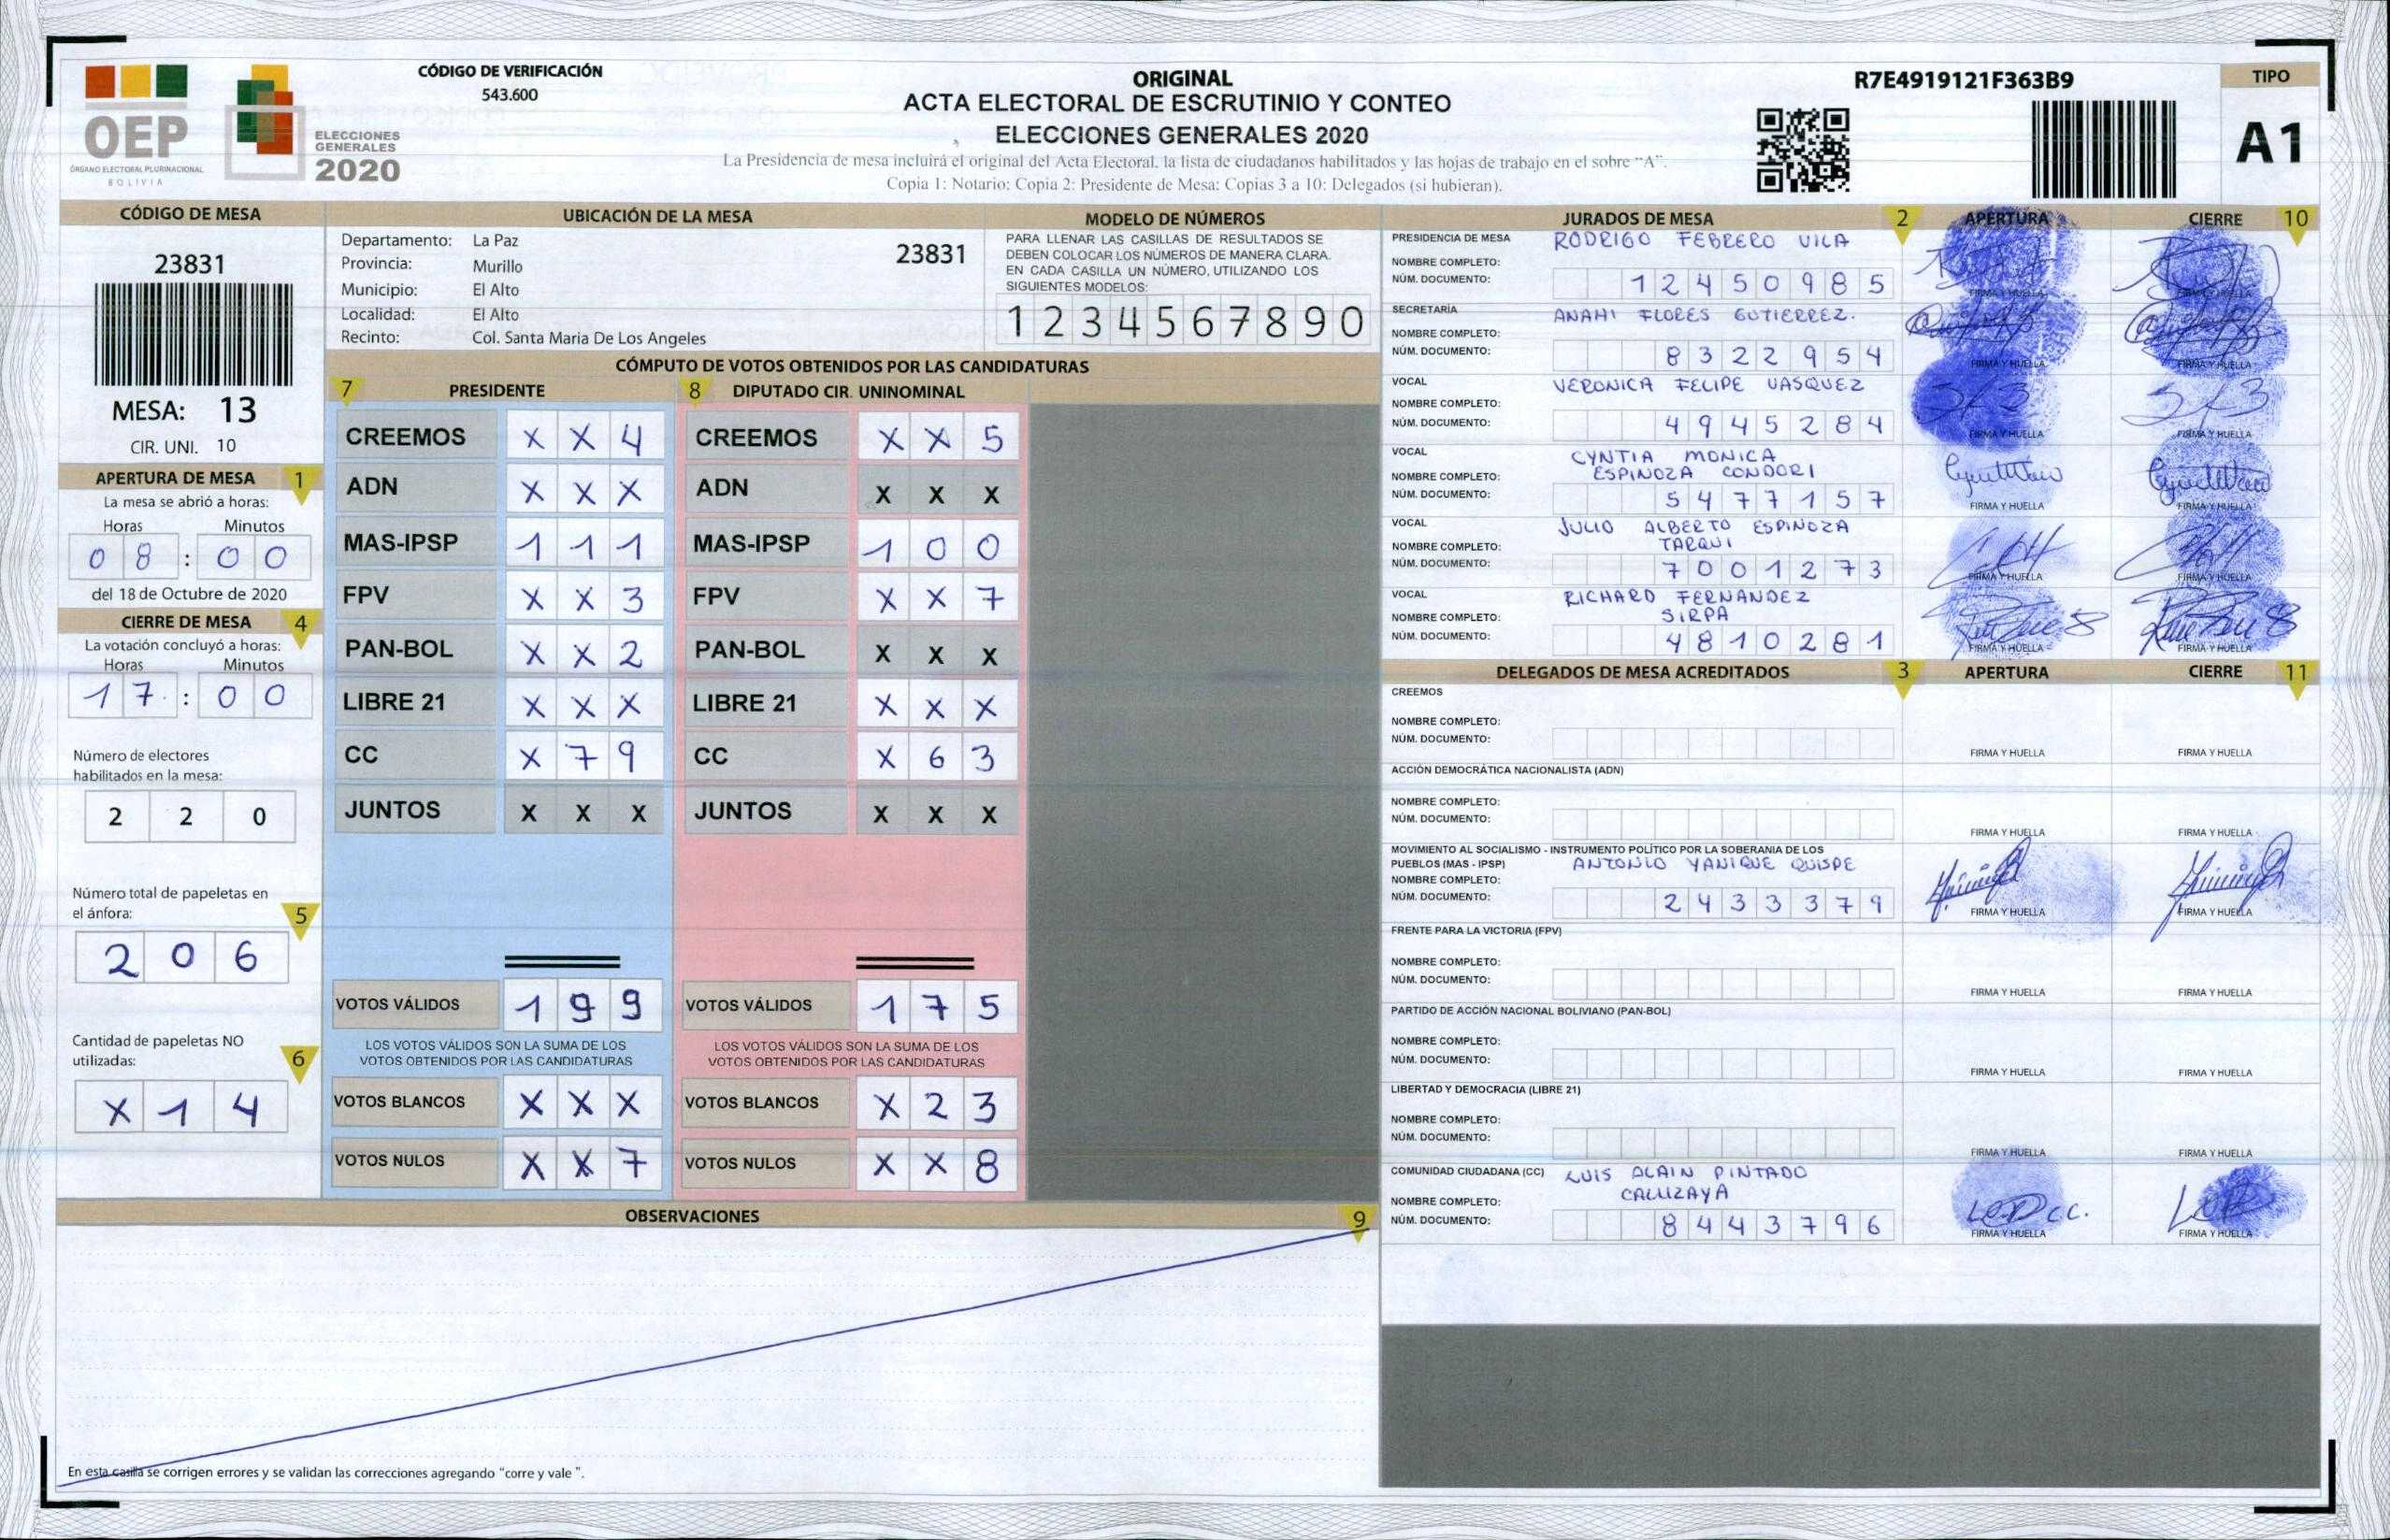 OEP
ÓRGANO ELECTORAL PLURINACIONAL
BOLIVIA
ELECCIONES
GENERALES
2020
CÓDIGO DE VERIFICACIÓN
543.600
ORIGINAL
ACTA ELECTORAL DE ESCRUTINIO Y CONTEO
ELECCIONES GENERALES 2020
La Presidencia de mesa incluirá el original del Acta Electoral, la lista de ciudadanos habilitados y las hojas de trabajo en el sobre "A".
Copia 1: Notario; Copia 2: Presidente de Mesa; Copias 3 a 10: Delegados (si hubieran).
R7E4919121F363B9
TIPO
A1
CÓDIGO DE MESA
23831
MESA: 13
CIR. UNI. 10
APERTURA DE MESA 1
La mesa se abrió a horas:
Horas Minutos
0 8 : 0 0
del 18 de Octubre de 2020
CIERRE DE MESA 4
La votación concluyó a horas:
Horas Minutos
1 7 : 0 0
Número de electores
habilitados en la mesa:
2 2 0
Número total de papeletas en
el ánfora: 5
2 0 6
Cantidad de papeletas NO
utilizadas: 6
X 1 4
UBICACIÓN DE LA MESA
Departamento: La Paz
23831
Provincia: Murillo
Municipio: El Alto
Localidad: El Alto
Recinto: Col. Santa Maria De Los Angeles
MODELO DE NÚMEROS
PARA LLENAR LAS CASILLAS DE RESULTADOS SE
DEBEN COLOCAR LOS NÚMEROS DE MANERA CLARA.
EN CADA CASILLA UN NÚMERO, UTILIZANDO LOS
SIGUIENTES MODELOS:
1 2 3 4 5 6 7 8 9 0
CÓMPUTO DE VOTOS OBTENIDOS POR LAS CANDIDATURAS
7 PRESIDENTE
CREEMOS X X 4
ADN X X X
MAS-IPSP 1 1 1
FPV X X 3
PAN-BOL X X 2
LIBRE 21 X X X
CC X 7 9
JUNTOS X X X
VOTOS VÁLIDOS 1 9 9
LOS VOTOS VÁLIDOS SON LA SUMA DE LOS
VOTOS OBTENIDOS POR LAS CANDIDATURAS
VOTOS BLANCOS X X X
VOTOS NULOS X X 7
8 DIPUTADO CIR. UNINOMINAL
CREEMOS X X 5
ADN X X X
MAS-IPSP 1 0 0
FPV X X 7
PAN-BOL X X X
LIBRE 21 X X X
CC X 6 3
JUNTOS X X X
VOTOS VÁLIDOS 1 7 5
LOS VOTOS VÁLIDOS SON LA SUMA DE LOS
VOTOS OBTENIDOS POR LAS CANDIDATURAS
VOTOS BLANCOS X 2 3
VOTOS NULOS X X 8
OBSERVACIONES 9
En esta casilla se corrigen errores y se validan las correcciones agregando "corre y vale ".
JURADOS DE MESA 2 APERTURA CIERRE 10
PRESIDENCIA DE MESA RODRIGO FEBRERO VILA
NOMBRE COMPLETO:
NÚM. DOCUMENTO: 1 2 4 5 0 9 8 5
FIRMA Y HUELLA FIRMA Y HUELLA
SECRETARÍA ANAHI FLORES GUTIERREZ.
NOMBRE COMPLETO:
NÚM. DOCUMENTO: 8 3 2 2 9 5 4
FIRMA Y HUELLA FIRMA Y HUELLA
VOCAL VERONICA FELIPE VASQUEZ
NOMBRE COMPLETO:
NÚM. DOCUMENTO: 4 9 4 5 2 8 4
FIRMA Y HUELLA FIRMA Y HUELLA
VOCAL CYNTIA MONICA
NOMBRE COMPLETO: ESPINOZA CONDORI
NÚM. DOCUMENTO: 5 4 7 7 1 5 7
FIRMA Y HUELLA FIRMA Y HUELLA
VOCAL JULIO ALBERTO ESPINOZA
NOMBRE COMPLETO: TARQUI
NÚM. DOCUMENTO: 7 0 0 1 2 7 3
FIRMA Y HUELLA FIRMA Y HUELLA
VOCAL RICHARD FERNANDEZ
NOMBRE COMPLETO: SIRPA
NÚM. DOCUMENTO: 4 8 1 0 2 8 1
FIRMA Y HUELLA FIRMA Y HUELLA
DELEGADOS DE MESA ACREDITADOS 3 APERTURA CIERRE 11
CREEMOS
NOMBRE COMPLETO:
NÚM. DOCUMENTO:
FIRMA Y HUELLA FIRMA Y HUELLA
ACCIÓN DEMOCRÁTICA NACIONALISTA (ADN)
NOMBRE COMPLETO:
NÚM. DOCUMENTO:
FIRMA Y HUELLA FIRMA Y HUELLA
MOVIMIENTO AL SOCIALISMO - INSTRUMENTO POLÍTICO POR LA SOBERANIA DE LOS
PUEBLOS (MAS - IPSP) ANTONIO YANIQUE QUISPE
NOMBRE COMPLETO:
NÚM. DOCUMENTO: 2 4 3 3 3 7 9
FIRMA Y HUELLA FIRMA Y HUELLA
FRENTE PARA LA VICTORIA (FPV)
NOMBRE COMPLETO:
NÚM. DOCUMENTO:
FIRMA Y HUELLA FIRMA Y HUELLA
PARTIDO DE ACCIÓN NACIONAL BOLIVIANO (PAN-BOL)
NOMBRE COMPLETO:
NÚM. DOCUMENTO:
FIRMA Y HUELLA FIRMA Y HUELLA
LIBERTAD Y DEMOCRACIA (LIBRE 21)
NOMBRE COMPLETO:
NÚM. DOCUMENTO:
FIRMA Y HUELLA FIRMA Y HUELLA
COMUNIDAD CIUDADANA (CC) LUIS ALAIN PINTADO
NOMBRE COMPLETO: CALLIZAYA
NÚM. DOCUMENTO: 8 4 4 3 7 9 6
FIRMA Y HUELLA FIRMA Y HUELLA